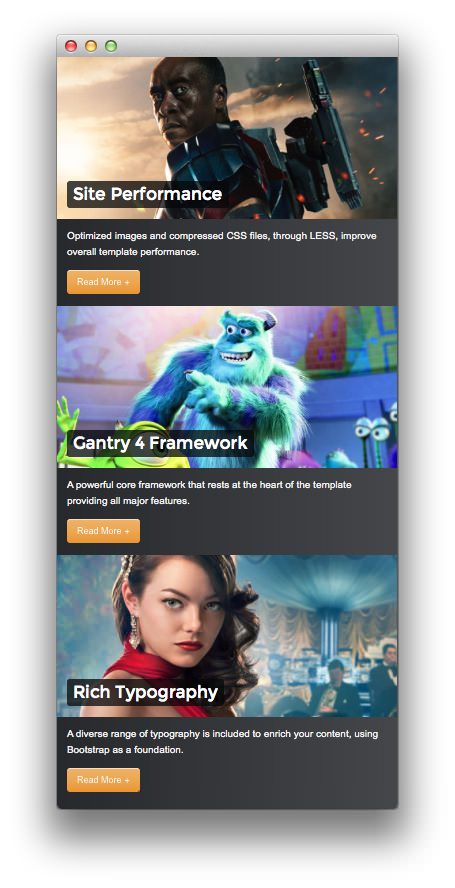 Site Performance
Optimized images and compressed CSS files, through LESS, improve
overall template performance.
Read More +
Gantry 4 Framework
A powerful core framework that rests at the heart of the template
providing all major features.
Read More +
Rich Typography
A diverse range of typography is included to enrich your content, using
Bootstrap as a foundation.
Read More +